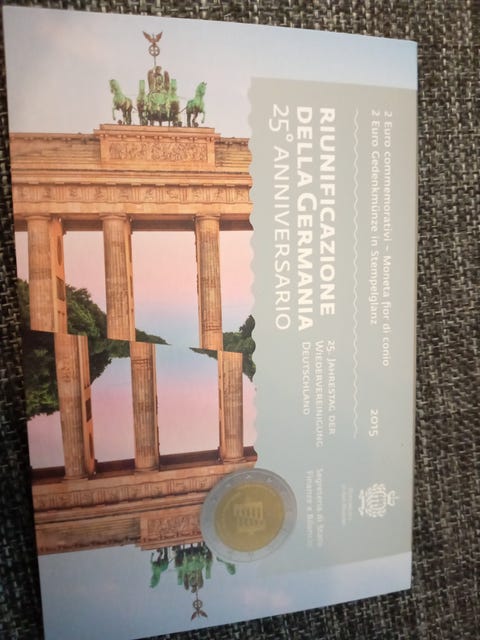 2 Euro commemorativi - Moneta fior di conio
2 Euro Gedenkmünze in Stempelglanz
2015
RIUNIFICAZIONE
DELLA GERMANIA
25° ANNIVERSARIO
25. JAHRESTAG DER
WIEDERVEREINIGUNG
DEUTSCHLAND
Segreteria di Stato
Finanze e Bilancio